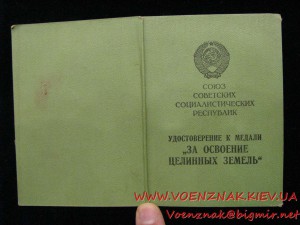 СОЮЗ
СОВЕТСКИХ
СОЦИАЛИСТИЧЕСКИХ
РЕСПУБЛИК
УДОСТОВЕРЕНИЕ К МЕДАЛИ
„ЗА ОСВОЕНИЕ
ЦЕЛИННЫХ ЗЕМЕЛЬ“
WWW.VOENZNAK.KIEV.UA
Voenznak@bigmir.net